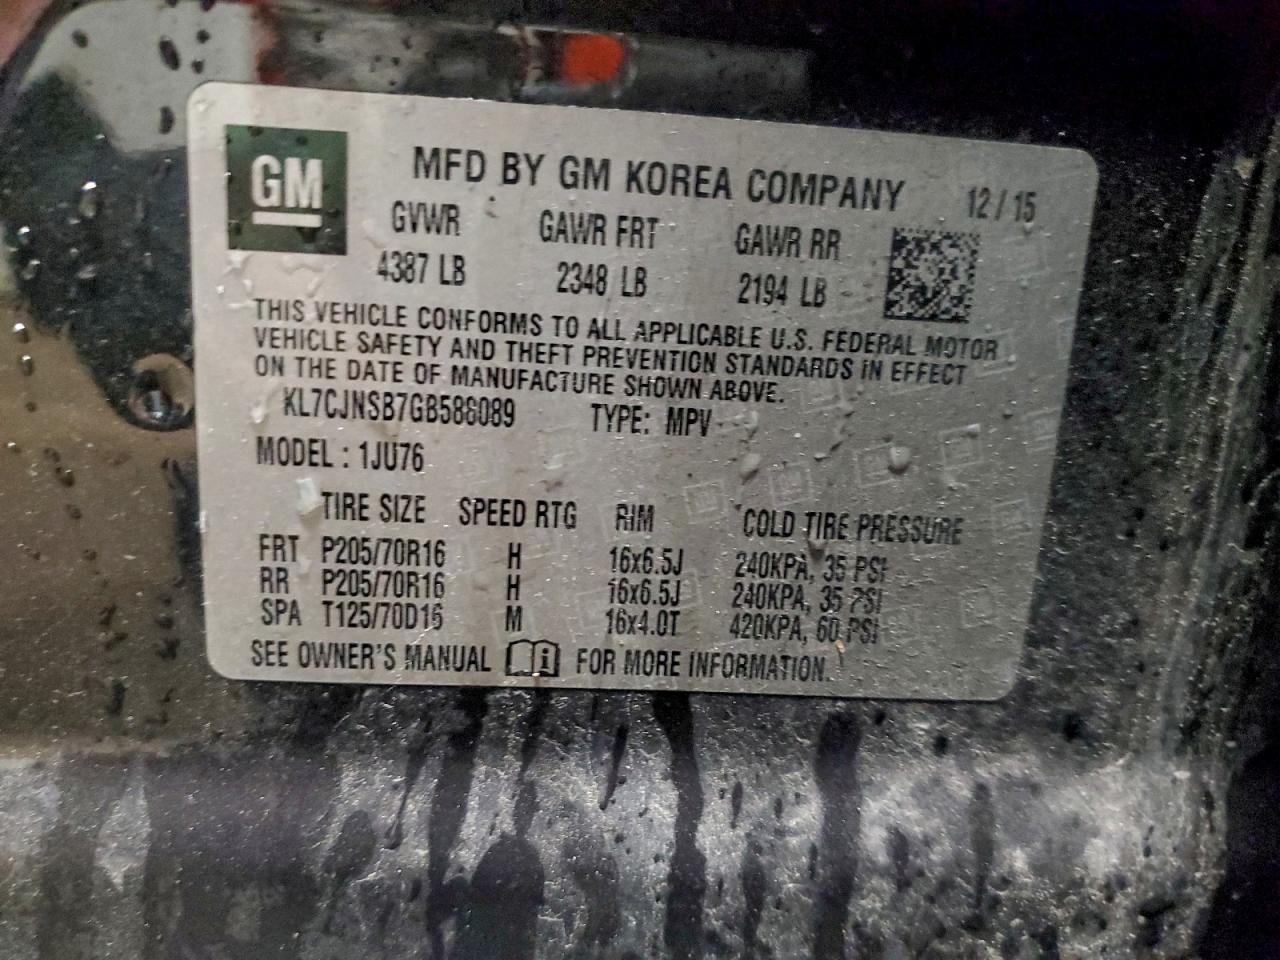 GM
MFD BY GM KOREA COMPANY 12/15
GVWR GAWR FRT GAWR RR
4387 LB 2348 LB 2194 LB
THIS VEHICLE CONFORMS TO ALL APPLICABLE U.S. FEDERAL MOTOR
VEHICLE SAFETY AND THEFT PREVENTION STANDARDS IN EFFECT
ON THE DATE OF MANUFACTURE SHOWN ABOVE.
KL7CJNSB7GB588089 TYPE: MPV
MODEL : 1JU76
TIRE SIZE SPEED RTG RIM COLD TIRE PRESSURE
FRT P205/70R16 H 16x6.5J 240KPA, 35 PSI
RR P205/70R16 H 16x6.5J 240KPA, 35 PSI
SPA T125/70D16 M 16x4.0T 420KPA, 60 PSI
SEE OWNER'S MANUAL i FOR MORE INFORMATION.